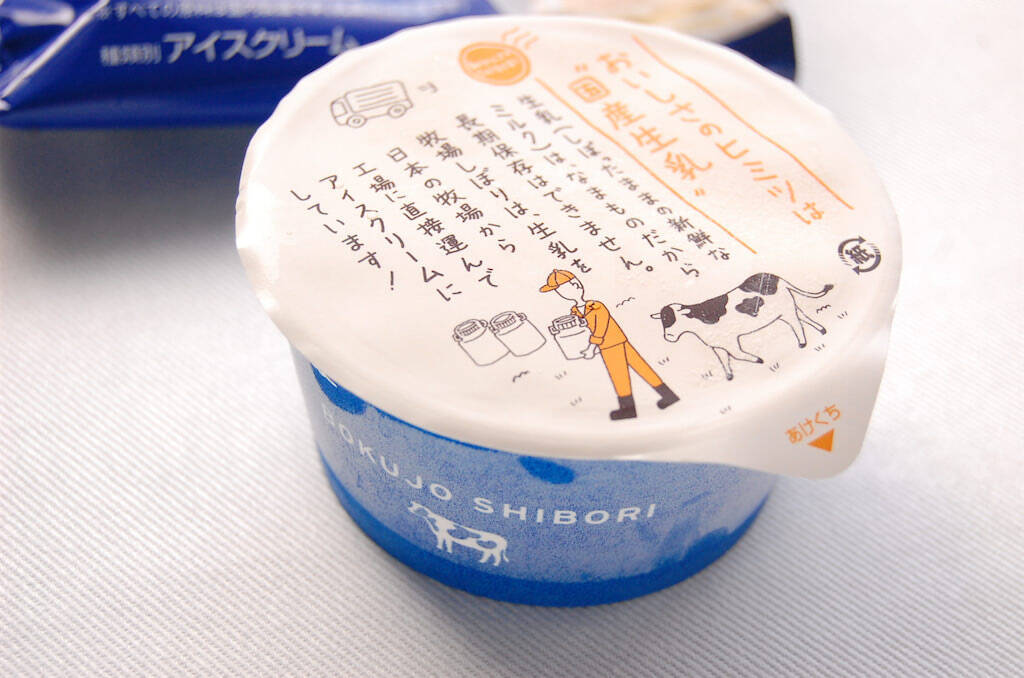 種類別 アイスクリーム
おいしさのヒミツは
“国産生乳”
生乳(しぼったままの新鮮な
ミルク)は、なまものだから
長期保存はできません。
牧場しぼりは、生乳を
日本の牧場から
工場に直接運んで
アイスクリームに
しています!
紙
あけくち
BOKUJO SHIBORI